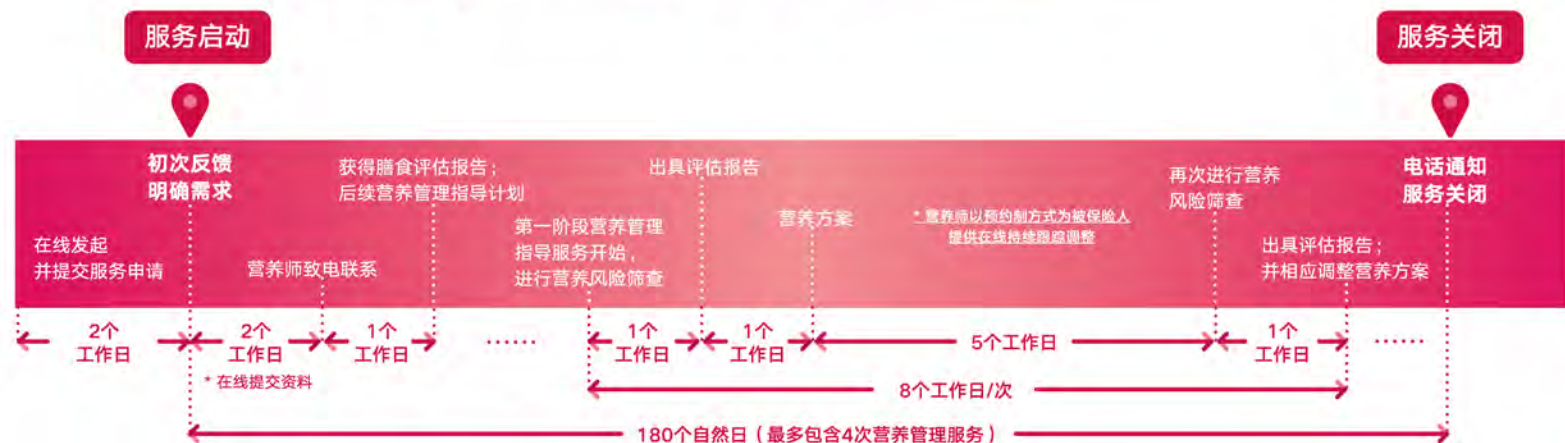 服务启动
服务关闭
初次反馈
明确需求
获得膳食评估报告；
后续营养管理指导计划
出具评估报告
再次进行营养
风险筛查
电话通知
服务关闭
在线发起
并提交服务申请
营养师致电联系
第一阶段营养管理
指导服务开始，
进行营养风险筛查
营养方案
* 营养师以预约制方式为被保险人
提供在线持续跟踪调整
出具评估报告；
并相应调整营养方案
2个
工作日
2个
工作日
* 在线提交资料
1个
工作日
……
1个
工作日
1个
工作日
5个工作日
1个
工作日
……
8个工作日/次
180个自然日（最多包含4次营养管理服务）